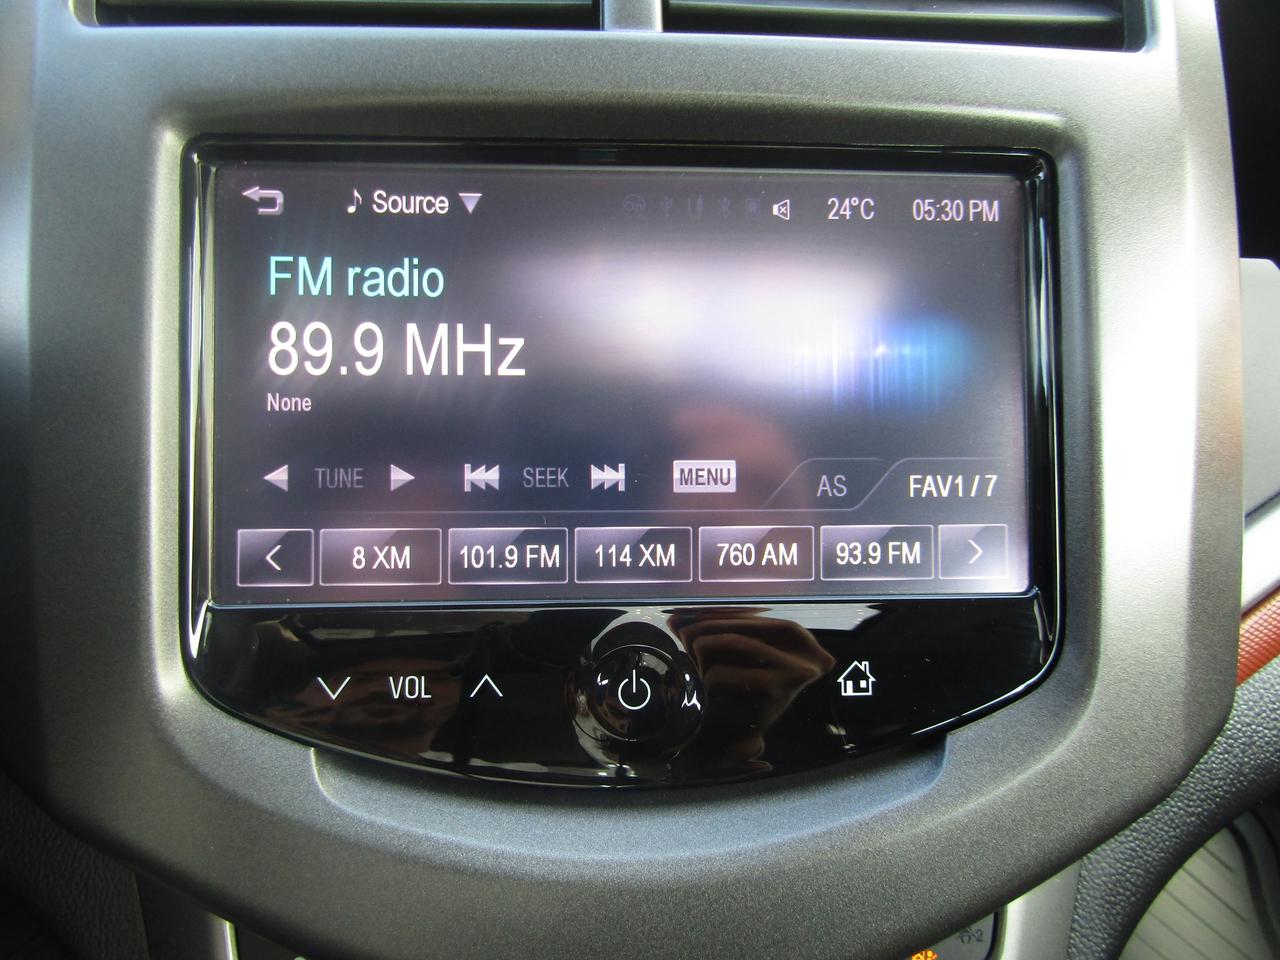 Source 24°C 05:30 PM
FM radio
89.9 MHz
None
TUNE SEEK MENU AS FAV1/7
8 XM 101.9 FM 114 XM 760 AM 93.9 FM
VOL